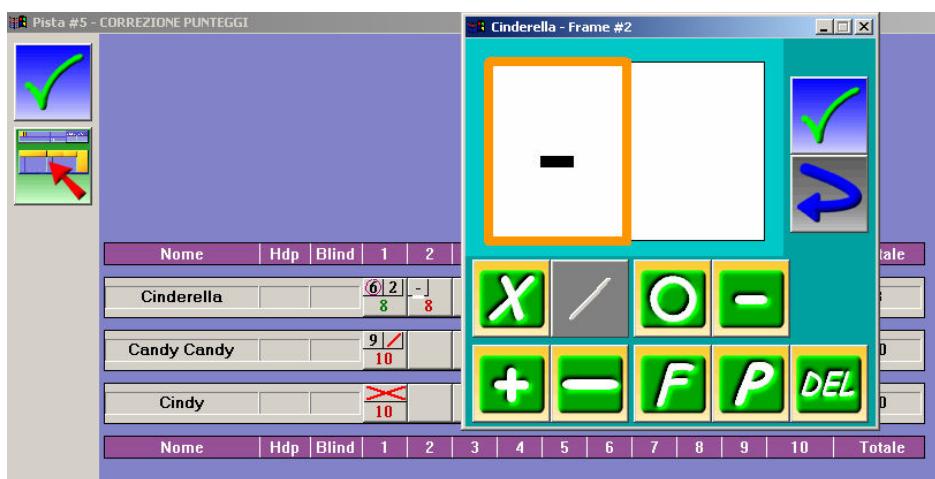 Pista #5 - CORREZIONE PUNTEGGI
Cinderella - Frame #2
-
X / O -
+ - F P DEL
Nome Hdp Blind 1 2
Cinderella 6 2 -
8 8
Candy Candy 9 /
10
Cindy X
10
Nome Hdp Blind 1 2 3 4 5 6 7 8 9 10 Totale